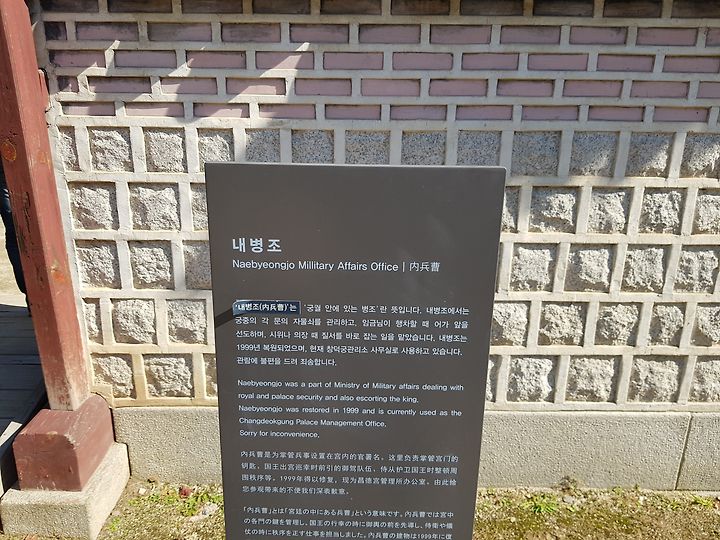 내병조
Naebyeongjo Millitary Affairs Office | 内兵曹
'내병조(内兵曹)'는 '궁궐 안에 있는 병조'란 뜻입니다. 내병조에서는
궁중의 각 문의 자물쇠를 관리하고, 임금님이 행차할 때 어가 앞을
선도하며, 시위나 의장 때 질서를 바로 잡는 일을 맡았습니다. 내병조는
1999년 복원되었으며, 현재 창덕궁관리소 사무실로 사용하고 있습니다.
관람에 불편을 드려 죄송합니다.
Naebyeongjo was a part of Ministry of Military affairs dealing with
royal and palace security and also escorting the king.
Naebyeongjo was restored in 1999 and is currently used as the
Changdeokgung Palace Management Office.
Sorry for inconvenience.
内兵曹是为掌管兵事设置在宫内的官署名。这里负责掌管宫门的
钥匙、国王出宫巡幸时前引的御驾队伍、侍从护卫国王时整顿周
围秩序等。1999年得以修复，现为昌德宫管理所办公室。由此给
您参观带来的不便我们深表歉意。
「内兵曹」とは「宮廷の中にある兵曹」という意味です。内兵曹では宮中
の各門の鍵を管理し、国王の行幸の時に御輿の前を先導し、侍衛や儀
仗の時に秩序を正す仕事を担当しました。内兵曹の建物は1999年に復